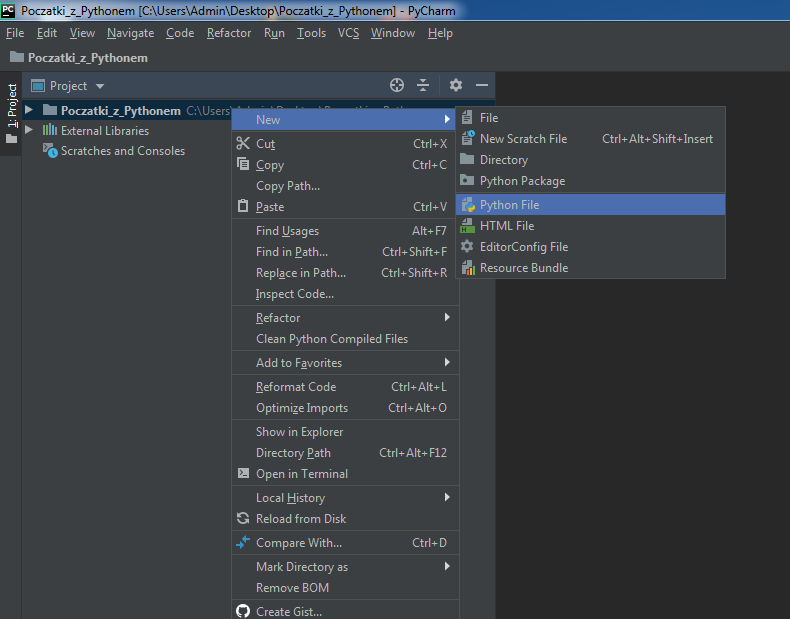 PC Poczatki_z_Pythonem [C:\Users\Admin\Desktop\Poczatki_z_Pythonem] - PyCharm
File Edit View Navigate Code Refactor Run Tools VCS Window Help
Poczatki_z_Pythonem
1: Project
Project
Poczatki_z_Pythonem C:\Users\
External Libraries
Scratches and Consoles
New
Cut Ctrl+X
Copy Ctrl+C
Copy Path...
Paste Ctrl+V
Find Usages Alt+F7
Find in Path... Ctrl+Shift+F
Replace in Path... Ctrl+Shift+R
Inspect Code...
Refactor
Clean Python Compiled Files
Add to Favorites
Reformat Code Ctrl+Alt+L
Optimize Imports Ctrl+Alt+O
Show in Explorer
Directory Path Ctrl+Alt+F12
Open in Terminal
Local History
Reload from Disk
Compare With... Ctrl+D
Mark Directory as
Remove BOM
Create Gist...
File
New Scratch File Ctrl+Alt+Shift+Insert
Directory
Python Package
Python File
HTML File
EditorConfig File
Resource Bundle